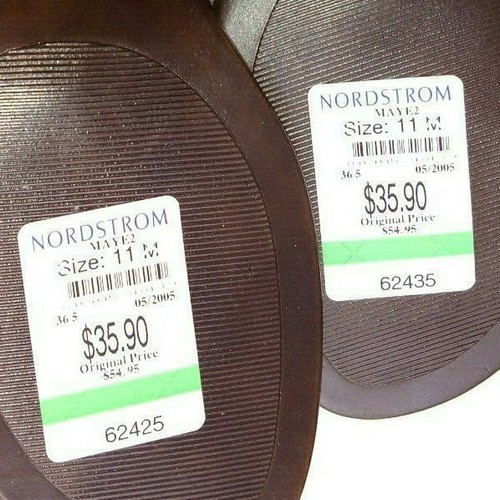 NORDSTROM
MAYE2
Size: 11 M
36 5
05/2005
$35.90
Original Price
$54.95
62425
NORDSTROM
MAYE2
Size: 11 M
36 5
05/2005
$35.90
Original Price
$54.95
62435